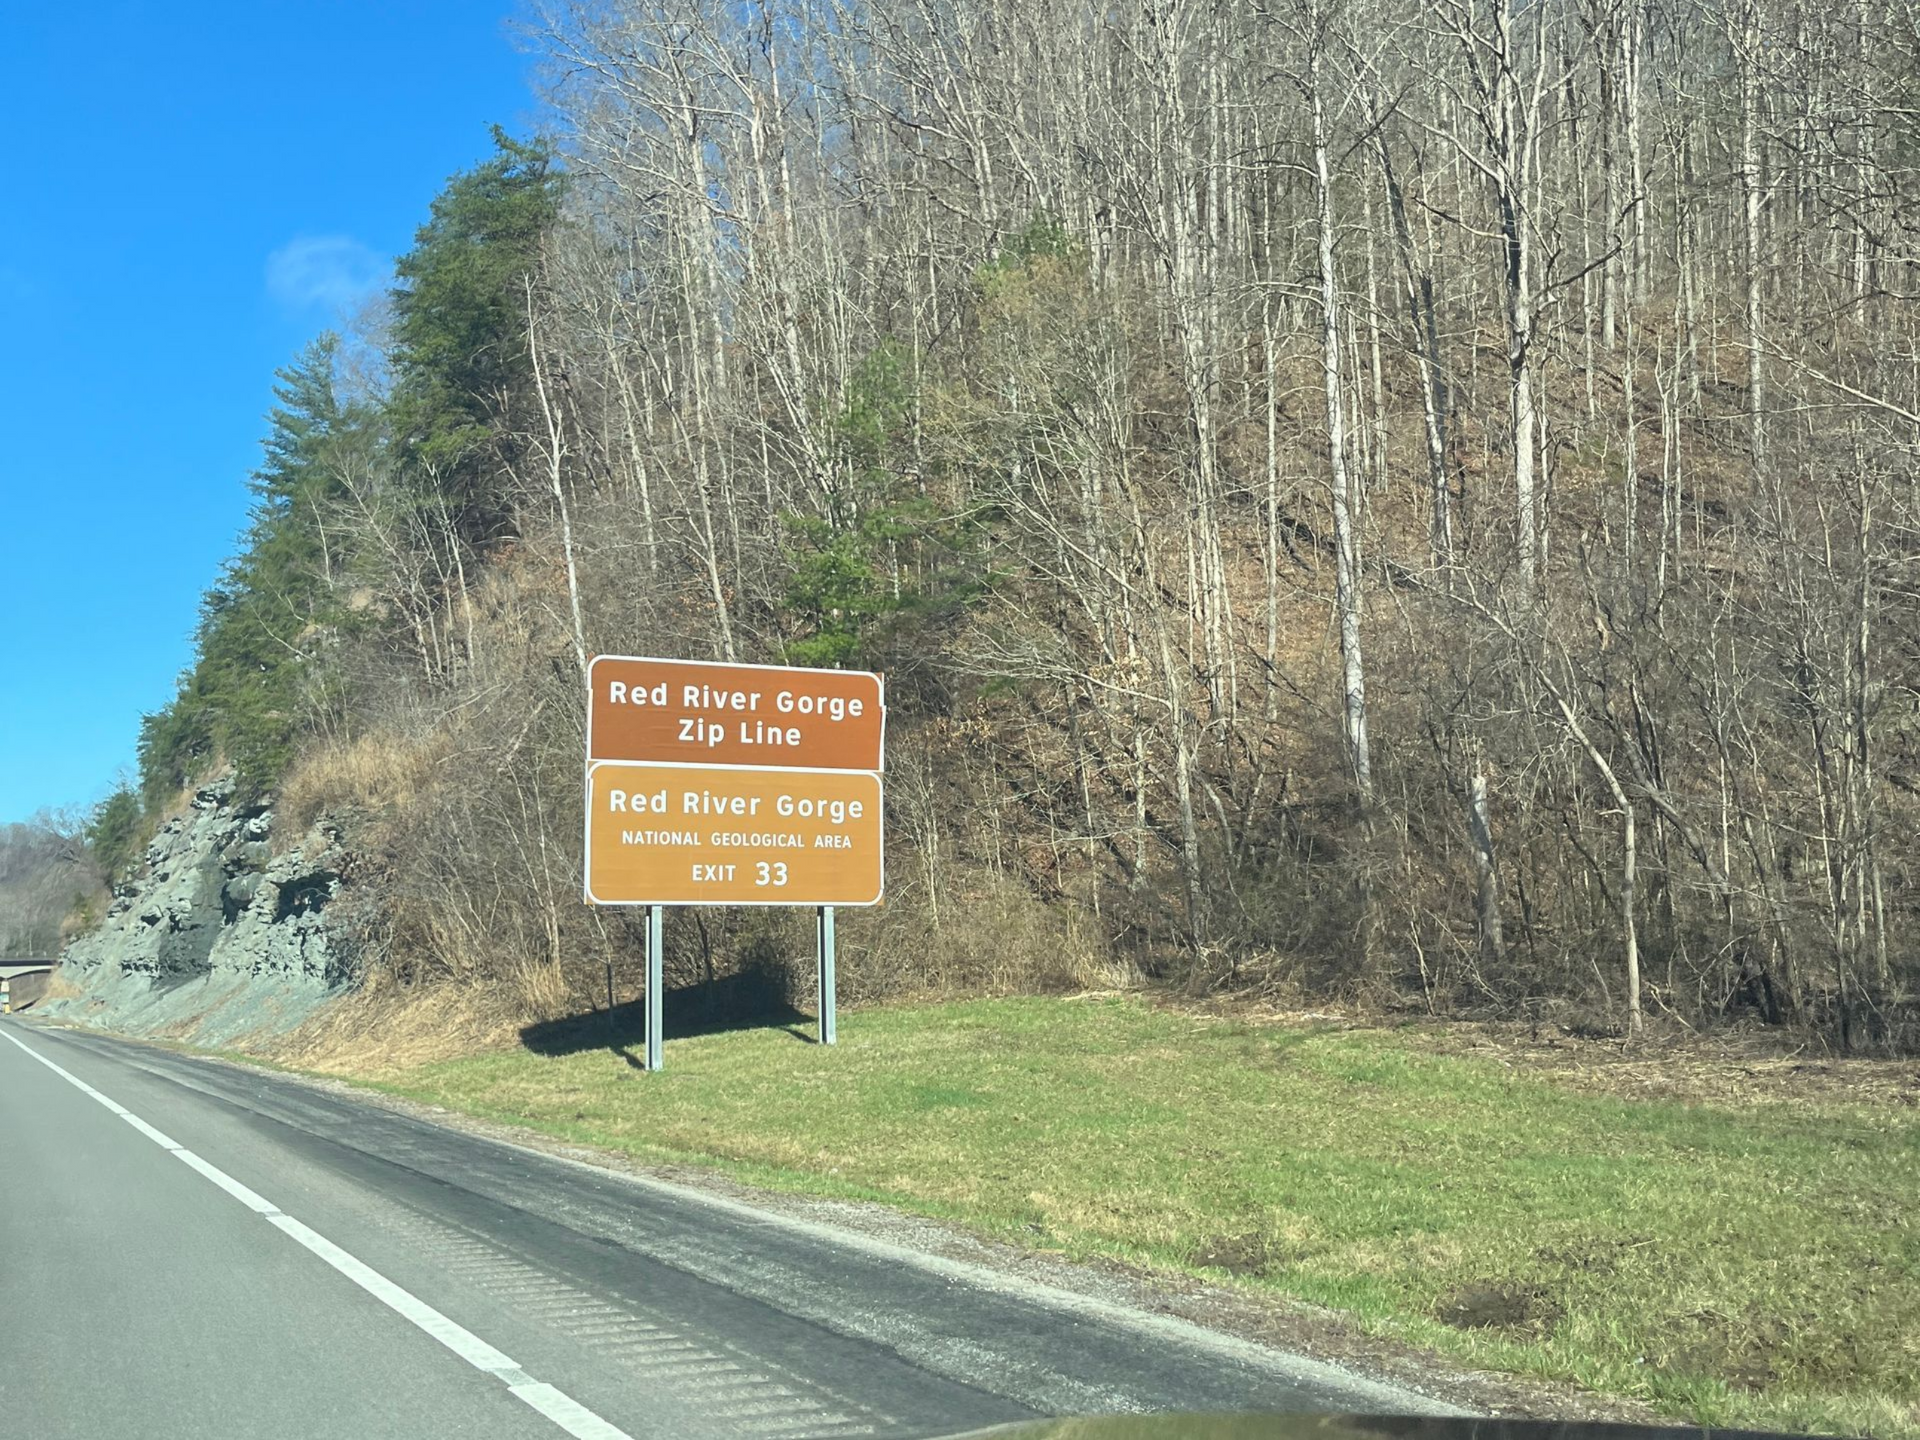 Red River Gorge
Zip Line
Red River Gorge
NATIONAL GEOLOGICAL AREA
EXIT 33